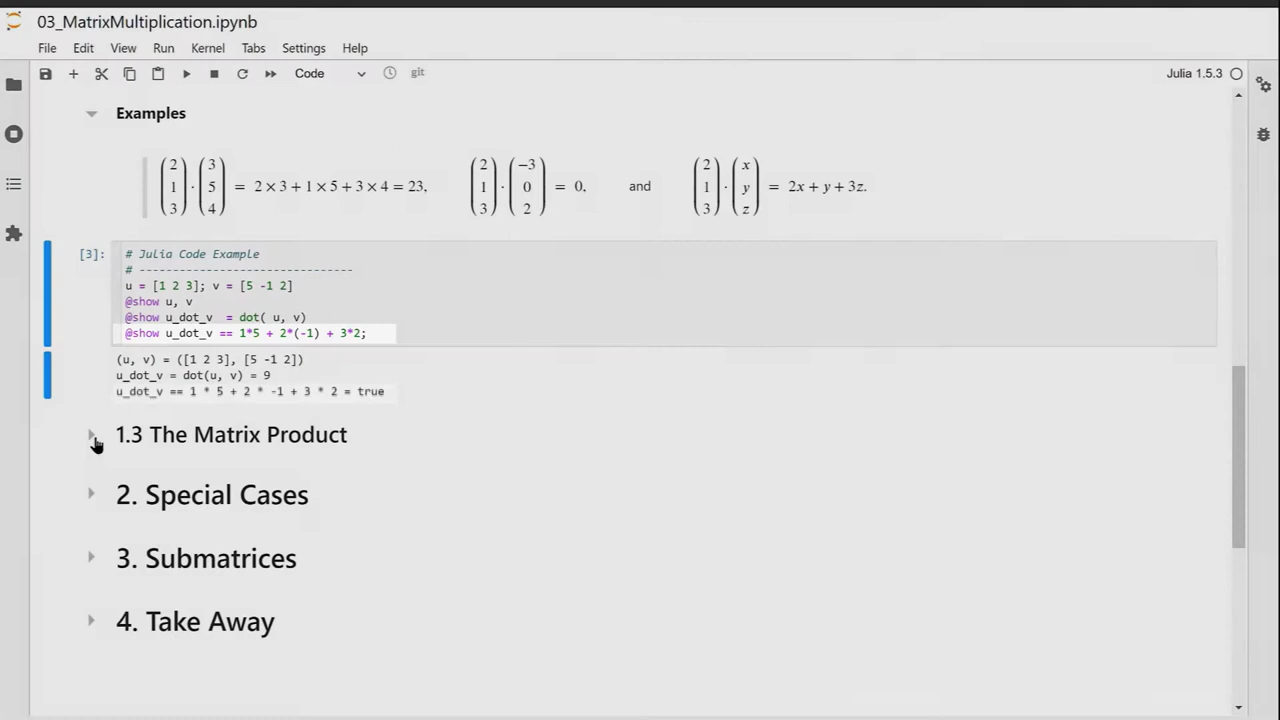 03_MatrixMultiplication.ipynb
File Edit View Run Kernel Tabs Settings Help
Code git Julia 1.5.3
Examples
(2 1 3) · (3 5 4) = 2 × 3 + 1 × 5 + 3 × 4 = 23, (2 1 3) · (−3 0 2) = 0, and (2 1 3) · (x y z) = 2x + y + 3z.
[3]: # Julia Code Example
# --------------------------------
u = [1 2 3]; v = [5 -1 2]
@show u, v
@show u_dot_v  = dot( u, v)
@show u_dot_v == 1*5 + 2*(-1) + 3*2;
(u, v) = ([1 2 3], [5 -1 2])
u_dot_v = dot(u, v) = 9
u_dot_v == 1 * 5 + 2 * -1 + 3 * 2 = true
1.3 The Matrix Product
2. Special Cases
3. Submatrices
4. Take Away